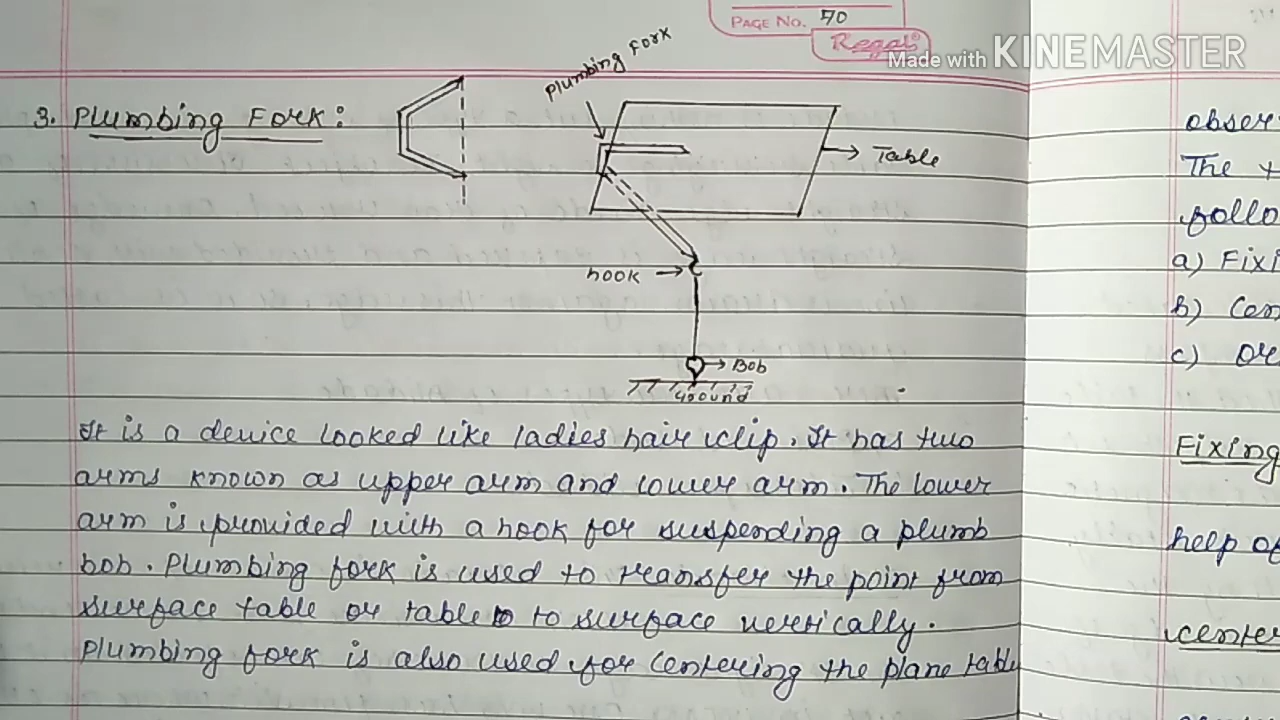 PAGE NO. 70
Regal
Made with KINEMASTER
3. Plumbing Fork:
Plumbing Fork
Table
hook
Bob
Ground
It is a device looked like ladies hair clip. It has two
arms known as upper arm and lower arm. The lower
arm is provided with a hook for suspending a plumb
bob. Plumbing fork is used to transfer the point from
surface table or table to surface vertically.
Plumbing fork is also used for Centering the plane table
obser
The t
follo
a) Fixi
b) Cen
c) Or
Fixing
help of
center